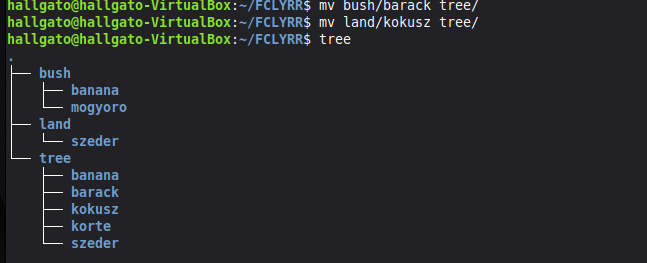 hallgato@hallgato-VirtualBox:~/FCLYRR$ mv bush/barack tree/
hallgato@hallgato-VirtualBox:~/FCLYRR$ mv land/kokusz tree/
hallgato@hallgato-VirtualBox:~/FCLYRR$ tree
.
├── bush
│   ├── banana
│   └── mogyoro
├── land
│   └── szeder
└── tree
    ├── banana
    ├── barack
    ├── kokusz
    ├── korte
    └── szeder